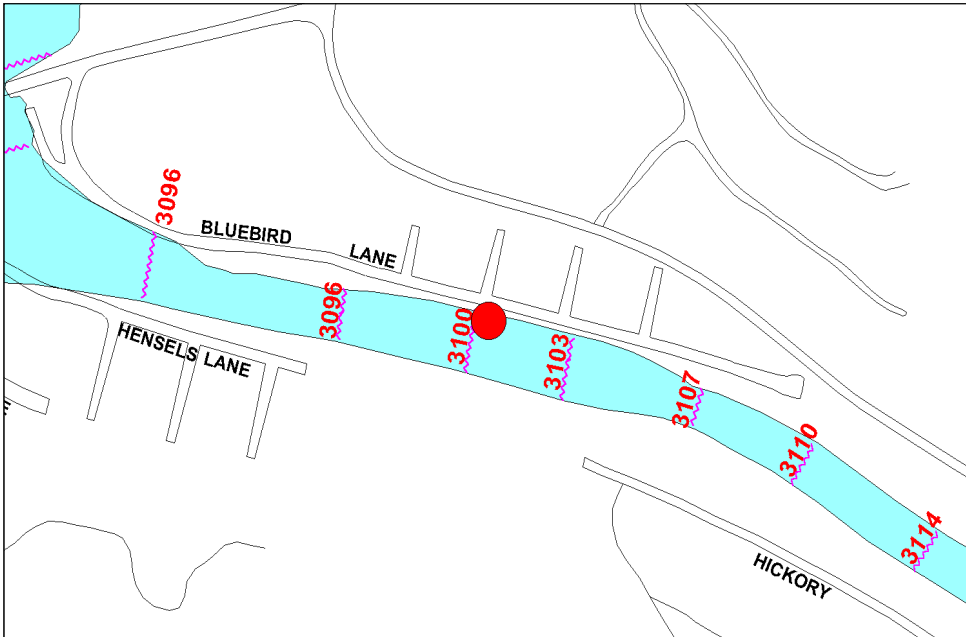 3096
BLUEBIRD LANE
3096
3100
3103
HENSELS LANE
3107
E
3110
3114
HICKORY